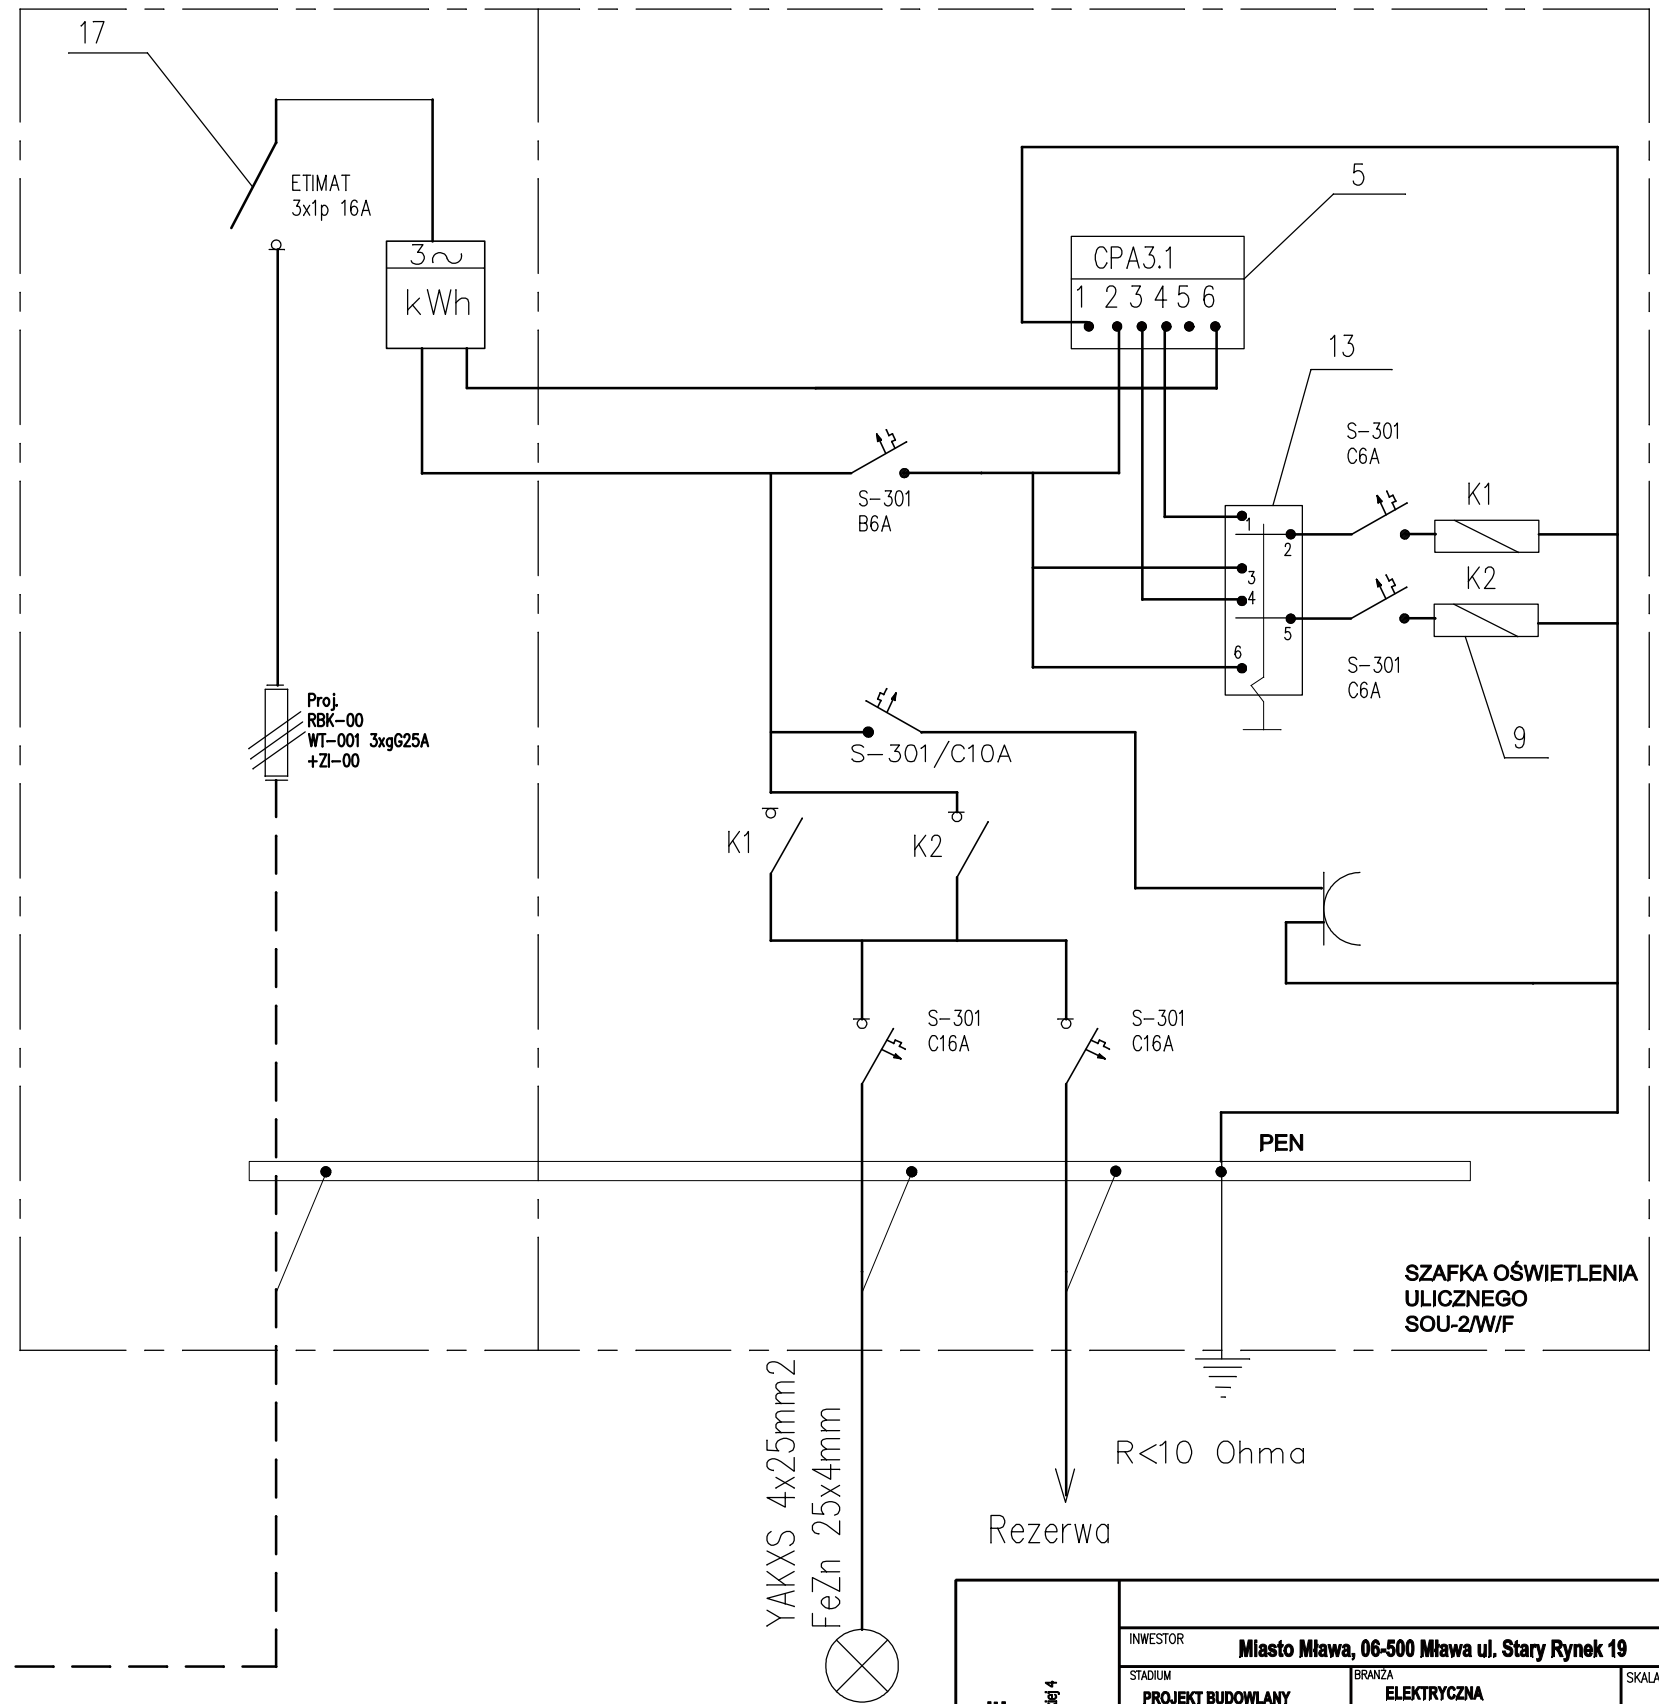 17
ETIMAT
3x1p 16A
3~
kWh
5
CPA3.1
1 2 3 4 5 6
13
S-301
C6A
K1
S-301
B6A
1
2
3
4
5
6
K2
S-301
C6A
9
Proj.
RBK-00
WT-001 3xgG25A
+ZI-00
S-301/C10A
K1
K2
S-301
C16A
S-301
C16A
PEN
SZAFKA OŚWIETLENIA
ULICZNEGO
SOU-2/W/F
YAKXS 4x25mm2
FeZn 25x4mm
R<10 Ohma
Rezerwa
INWESTOR
Miasto Mława, 06-500 Mława ul. Stary Rynek 19
STADIUM
PROJEKT BUDOWLANY
BRANŻA
ELEKTRYCZNA
SKALA